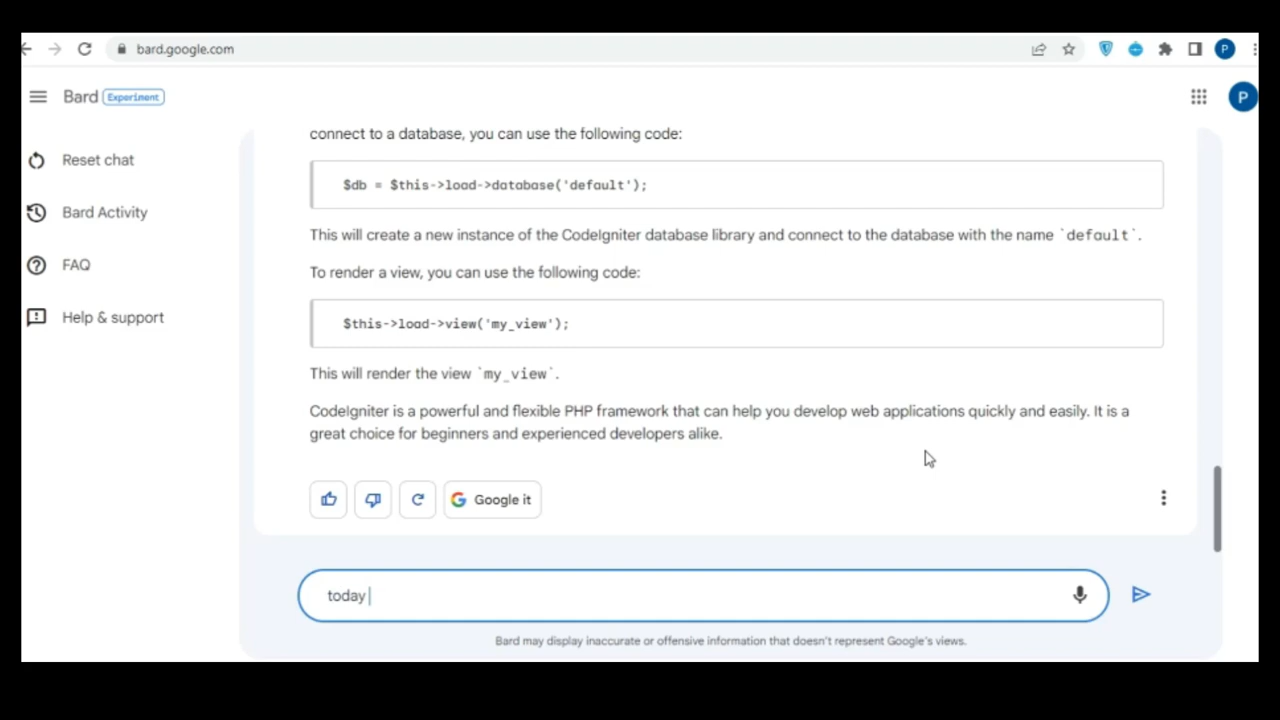 bard.google.com
P
Bard Experiment
P
Reset chat
Bard Activity
FAQ
Help & support
connect to a database, you can use the following code:
$db = $this->load->database('default');
This will create a new instance of the CodeIgniter database library and connect to the database with the name `default`.
To render a view, you can use the following code:
$this->load->view('my_view');
This will render the view `my_view`.
CodeIgniter is a powerful and flexible PHP framework that can help you develop web applications quickly and easily. It is a
great choice for beginners and experienced developers alike.
Google it
today
Bard may display inaccurate or offensive information that doesn't represent Google's views.